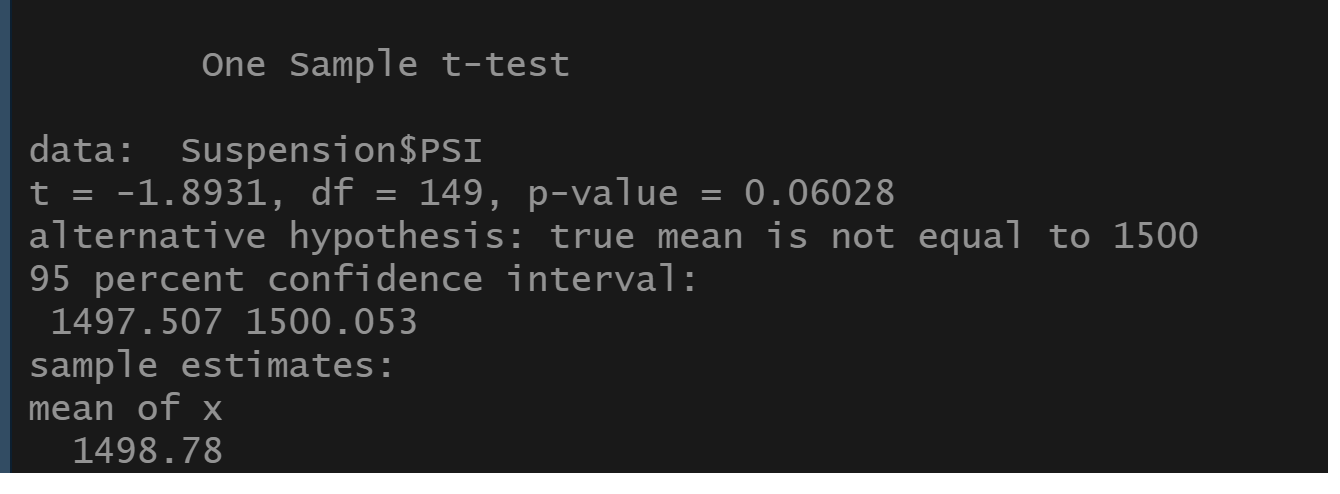 One Sample t-test
data:  Suspension$PSI
t = -1.8931, df = 149, p-value = 0.06028
alternative hypothesis: true mean is not equal to 1500
95 percent confidence interval:
1497.507 1500.053
sample estimates:
mean of x
1498.78